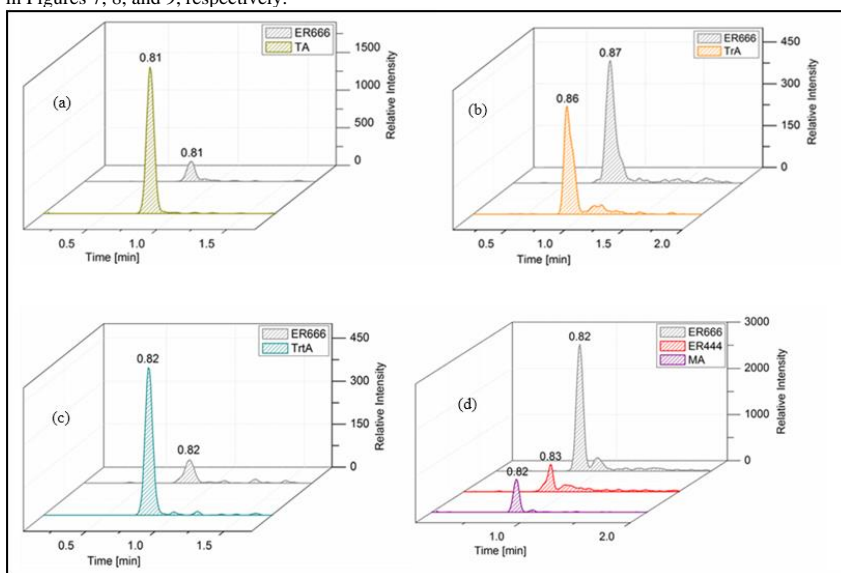 in Figures 7, 8, and 9, respectively.
(a)
ER666
TA
0.81
0.81
1500
1000
500
0
Relative Intensity
0.5
1.0
1.5
Time [min]
(b)
ER666
TrA
0.87
0.86
450
300
150
0
Relative Intensity
0.5
1.0
1.5
2.0
Time [min]
(c)
ER666
TrtA
0.82
0.82
450
300
150
0
Relative Intensity
0.5
1.0
1.5
Time [min]
(d)
ER666
ER444
MA
0.82
0.83
0.82
3000
2000
1000
0
Relative Intensity
1.0
2.0
Time [min]